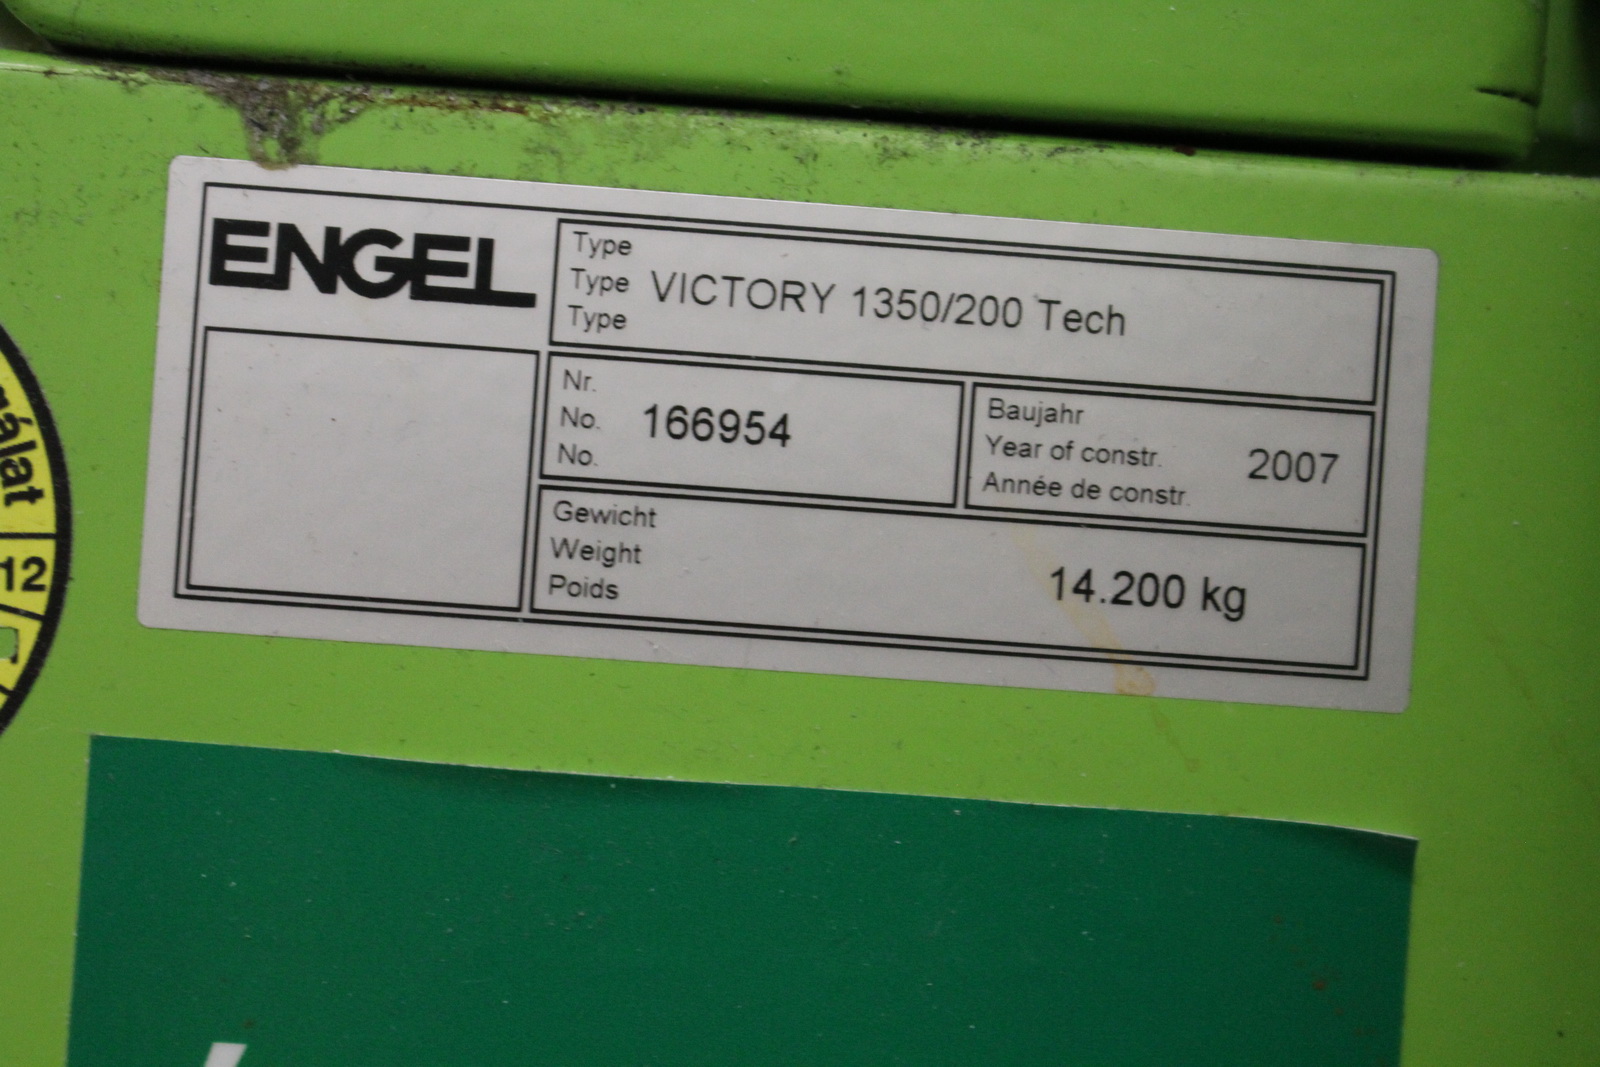 ENGEL
Type
Type VICTORY 1350/200 Tech
Type
Nr.
No. 166954
No.
Baujahr
Year of constr. 2007
Année de constr.
Gewicht
Weight
Poids
14.200 kg
12